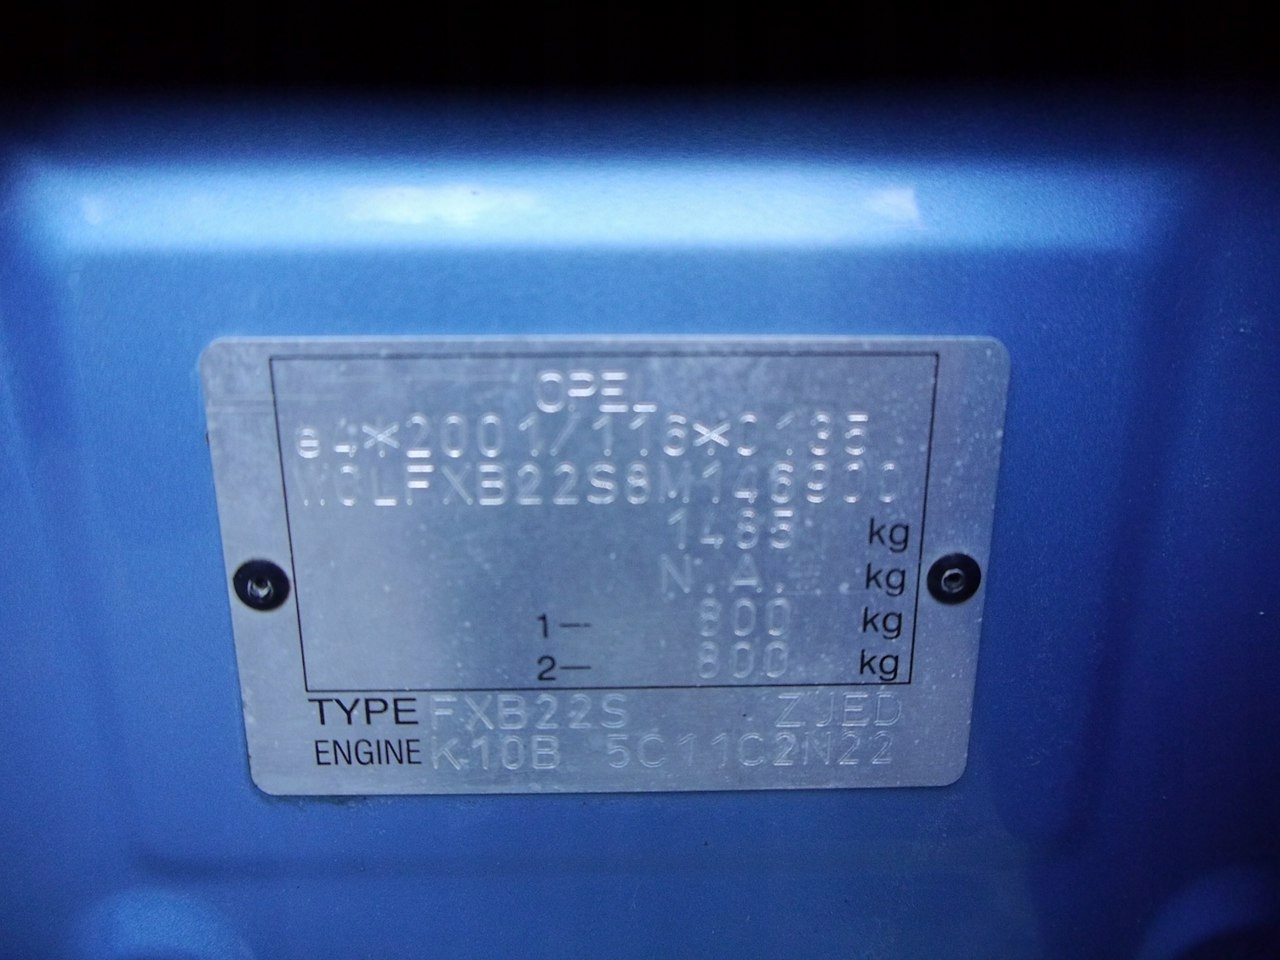 OPEL
e4*2001/116*0135
W0LFXB22S8M146900
1485 kg
N.A. kg
1— 800 kg
2— 800 kg
TYPE FXB22S ZJED
ENGINE K10B 5C11C2N22